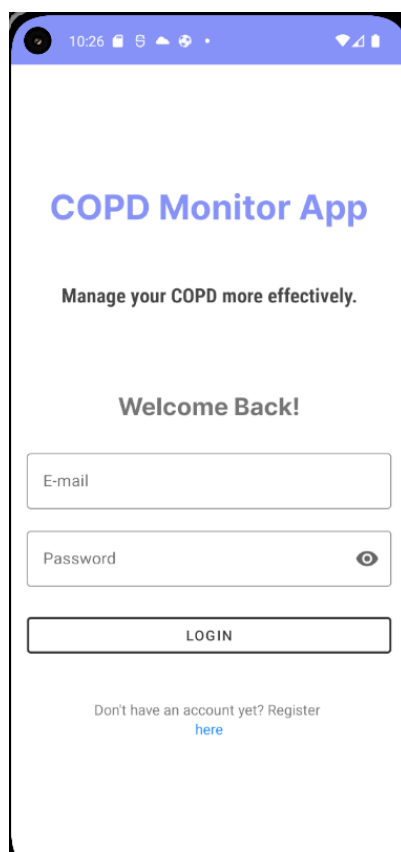 10:26
COPD Monitor App
Manage your COPD more effectively.
Welcome Back!
E-mail
Password
LOGIN
Don't have an account yet? Register
here